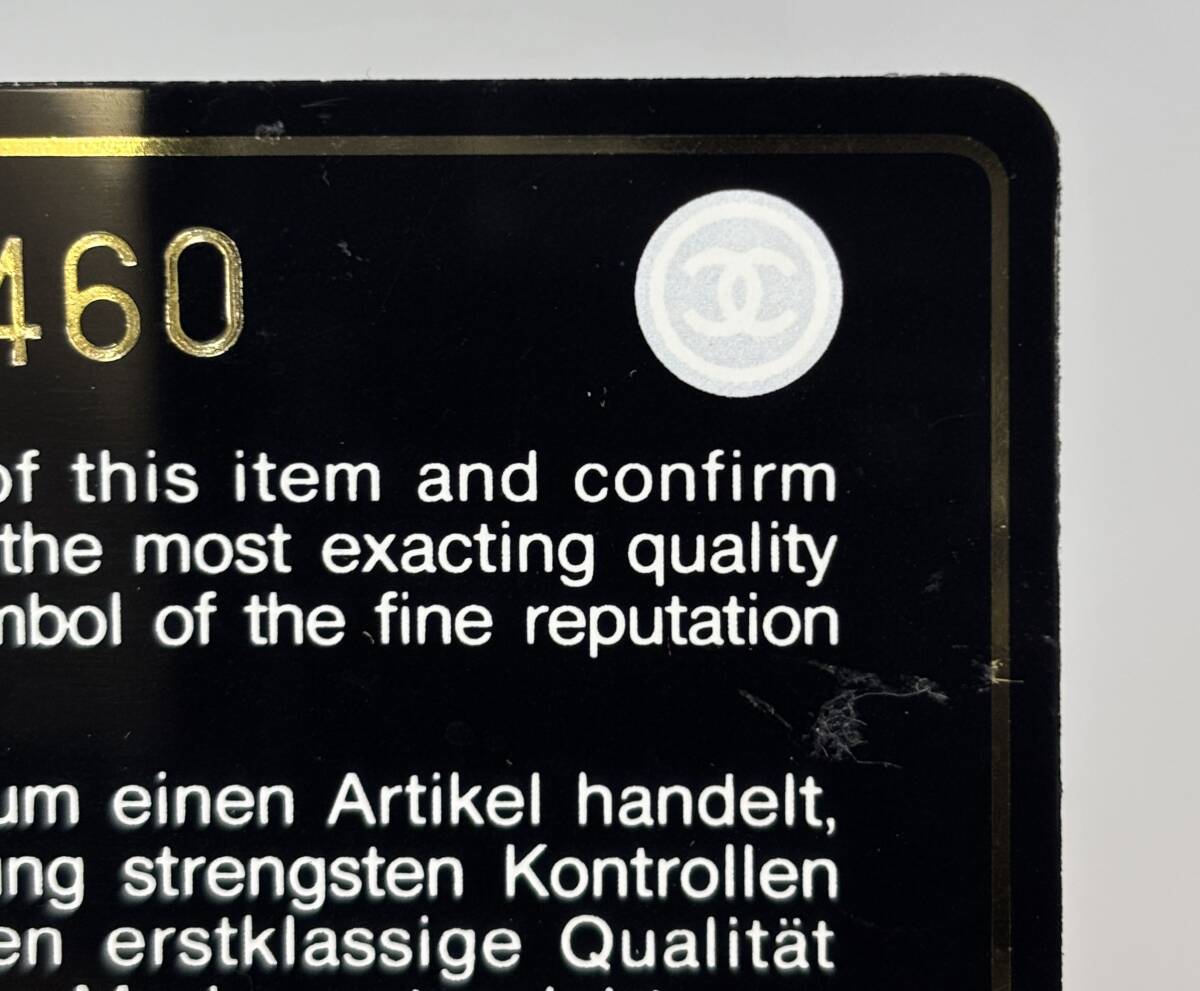 460
of this item and confirm
the most exacting quality
mbol of the fine reputation
um einen Artikel handelt,
ung strengsten Kontrollen
en erstklassige Qualität